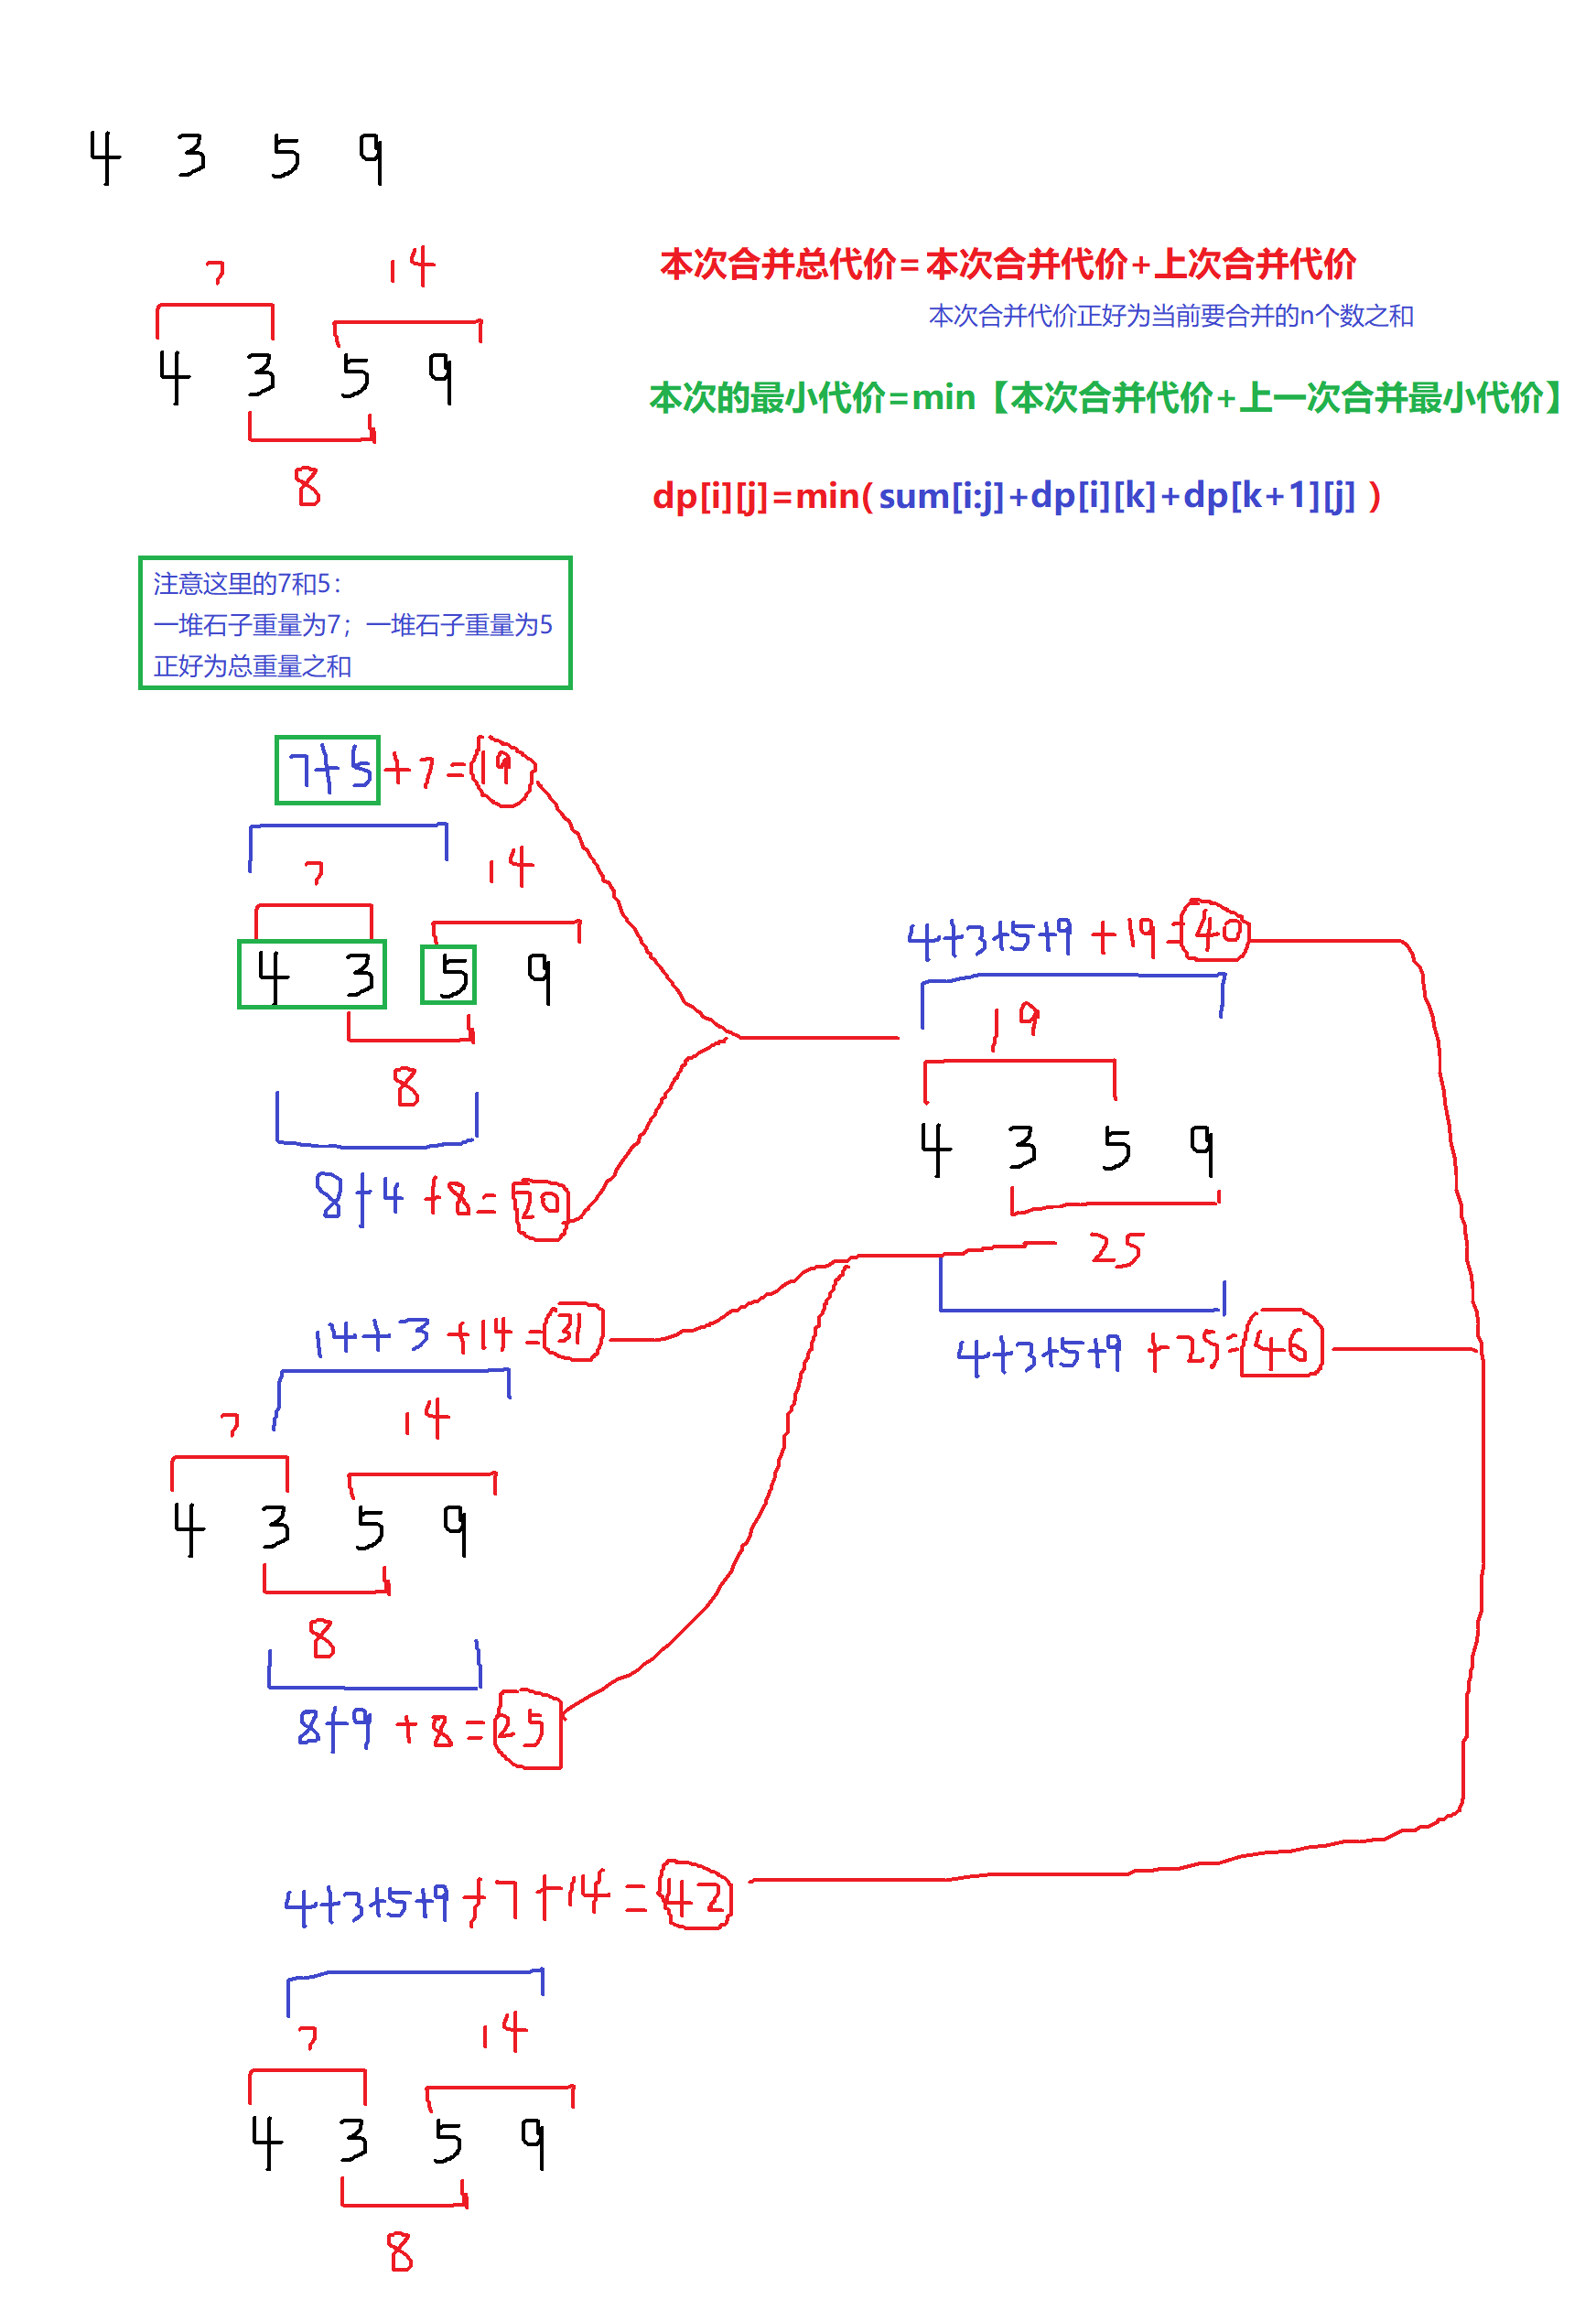 4 3 5 9
7 14
本次合并总代价=本次合并代价+上次合并代价
本次合并代价正好为当前要合并的n个数之和
4 3 5 9
本次的最小代价=min【本次合并代价+上一次合并最小代价】
8
dp[i][j]=min( sum[i:j]+dp[i][k]+dp[k+1][j] )
注意这里的7和5：
一堆石子重量为7；一堆石子重量为5
正好为总重量之和
7+5+7=19
7 14
4 3 5 9
8
8+4+8=20
4+3+5+9+19=40
19
4 3 5 9
25
4+3+5+9+25=46
14+3+14=31
7 14
4 3 5 9
8
8+9+8=25
4+3+5+9+7+14=42
7 14
4 3 5 9
8